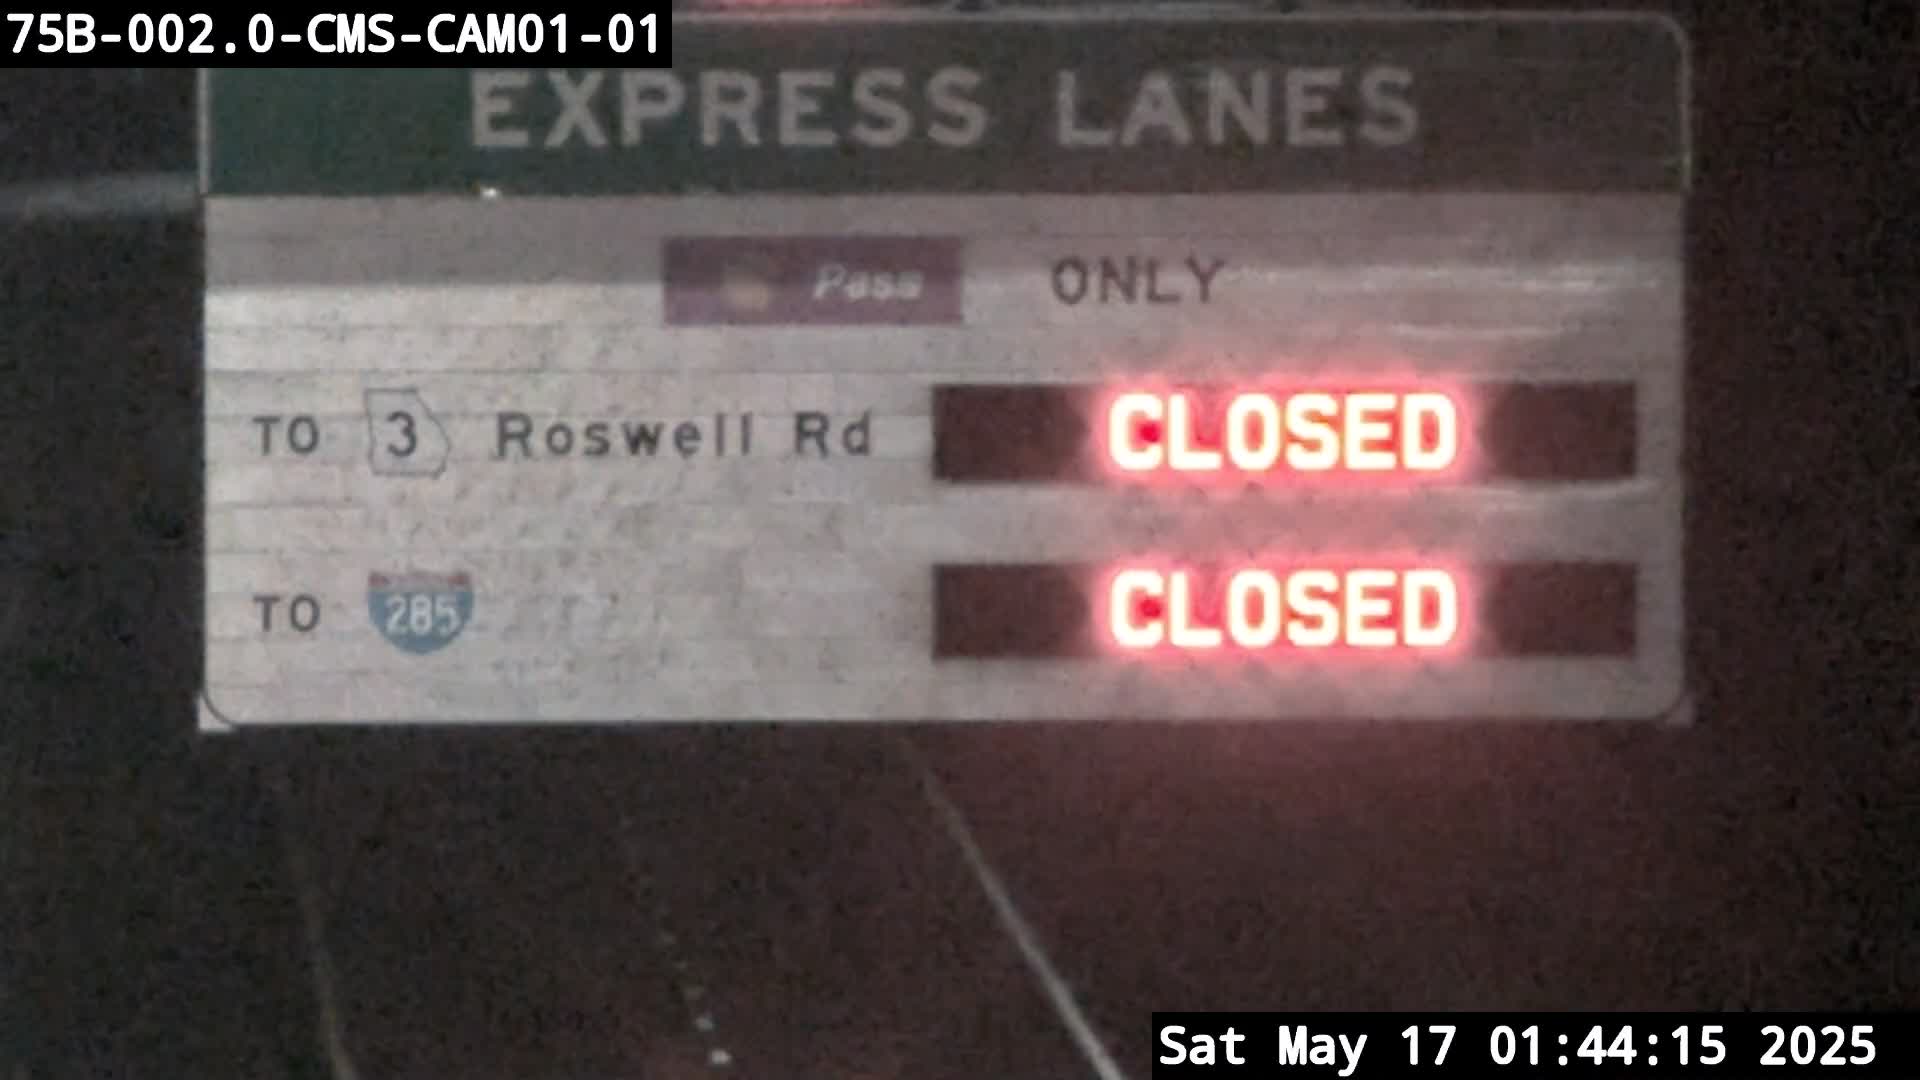 75B-002.0-CMS-CAM01-01
EXPRESS LANES
Pass ONLY
TO 3 Roswell Rd CLOSED
TO 285 CLOSED
Sat May 17 01:44:15 2025